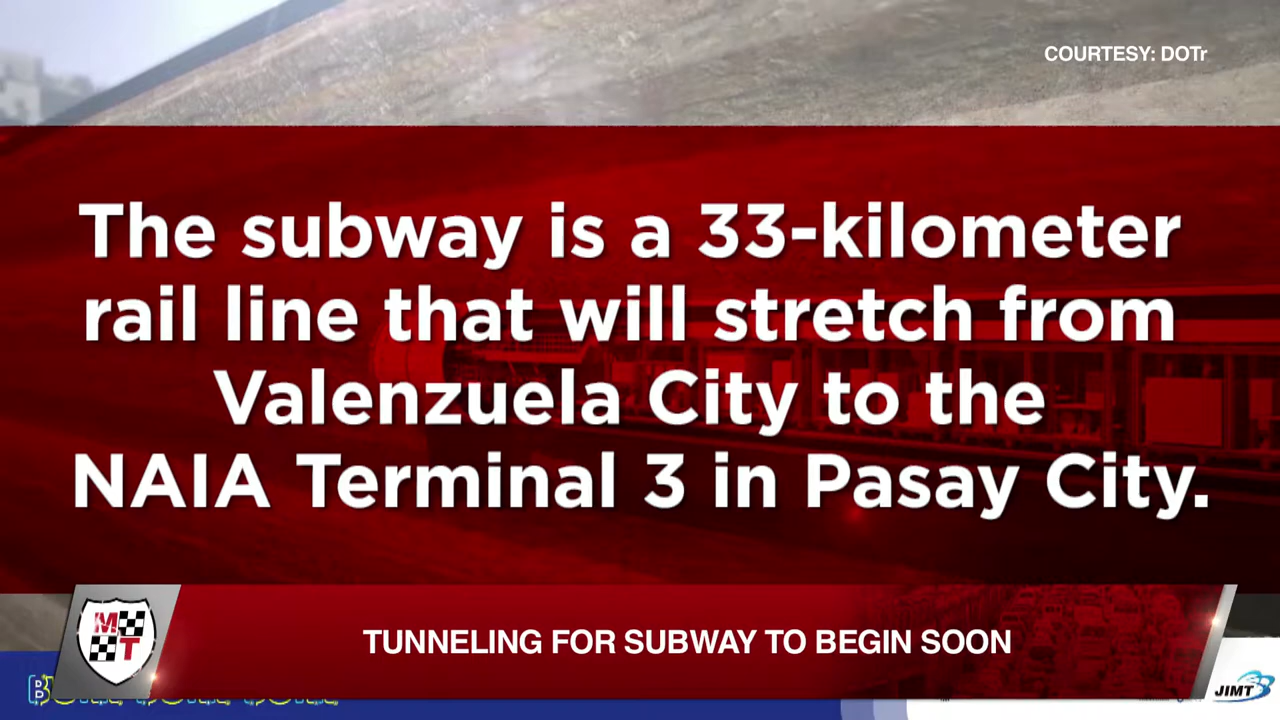 COURTESY: DOTr
The subway is a 33-kilometer
rail line that will stretch from
Valenzuela City to the
NAIA Terminal 3 in Pasay City.
M
T
TUNNELING FOR SUBWAY TO BEGIN SOON
JIMT